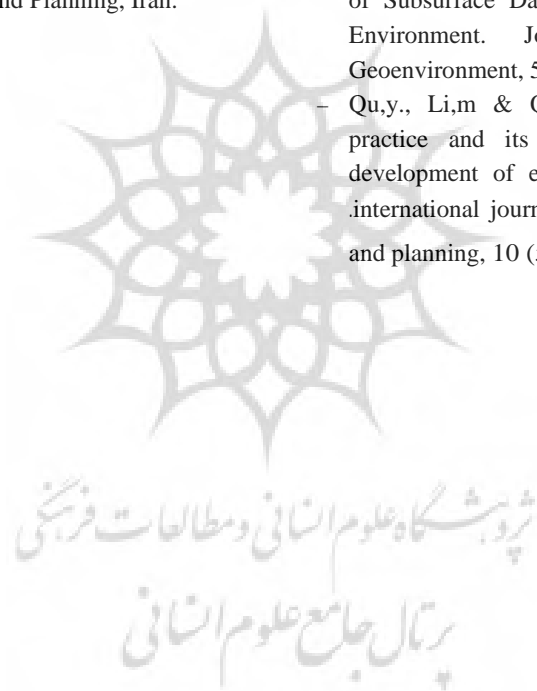 nd Planning, Iran.
of Subsurface Da
Environment. Jo
Geoenvironment, 5
– Qu,y., Li,m & C
practice and its
development of e
.international journ
and planning, 10 (
پژوهشگاه علوم انسانی و مطالعات فرهنگی
پرتال جامع علوم انسانی